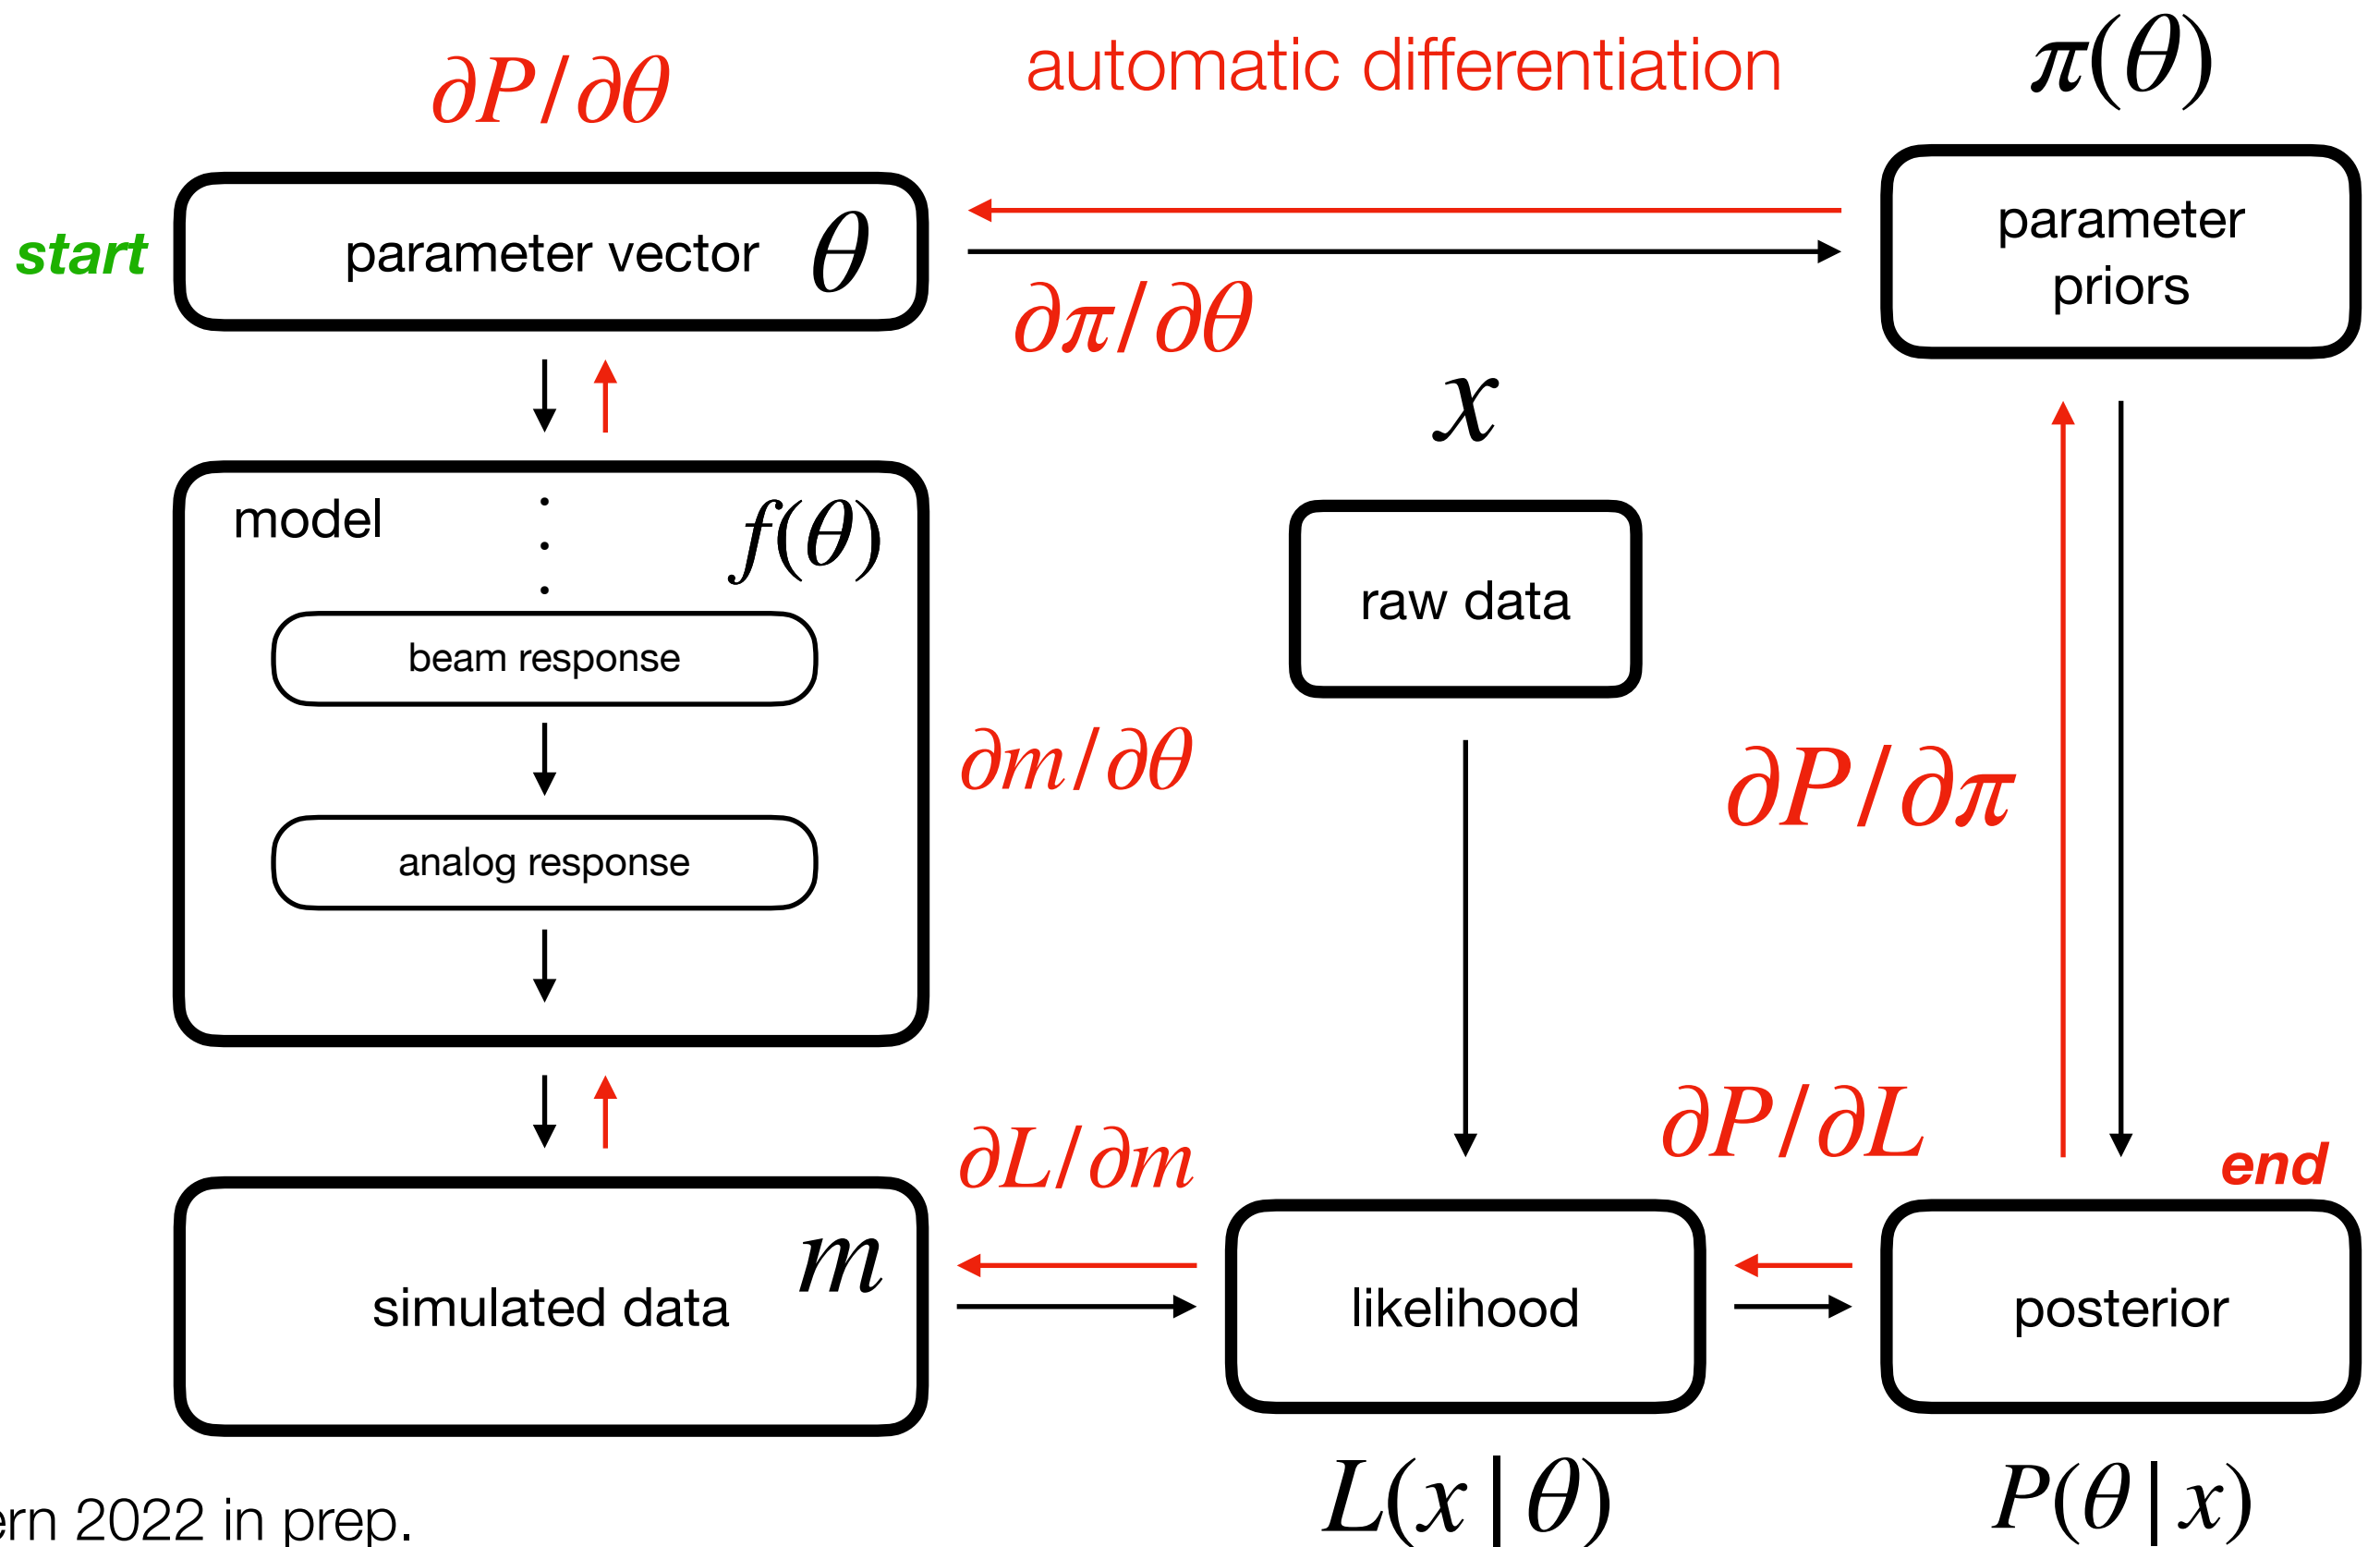 ∂P/∂θ
automatic differentiation
π(θ)
start
parameter vector θ
parameter
priors
∂π/∂θ
x
model
f(θ)
raw data
beam response
∂m/∂θ
∂P/∂π
analog response
∂L/∂m
∂P/∂L
end
m
simulated data
likelihood
posterior
L(x|θ)
P(θ|x)
2022 in prep.